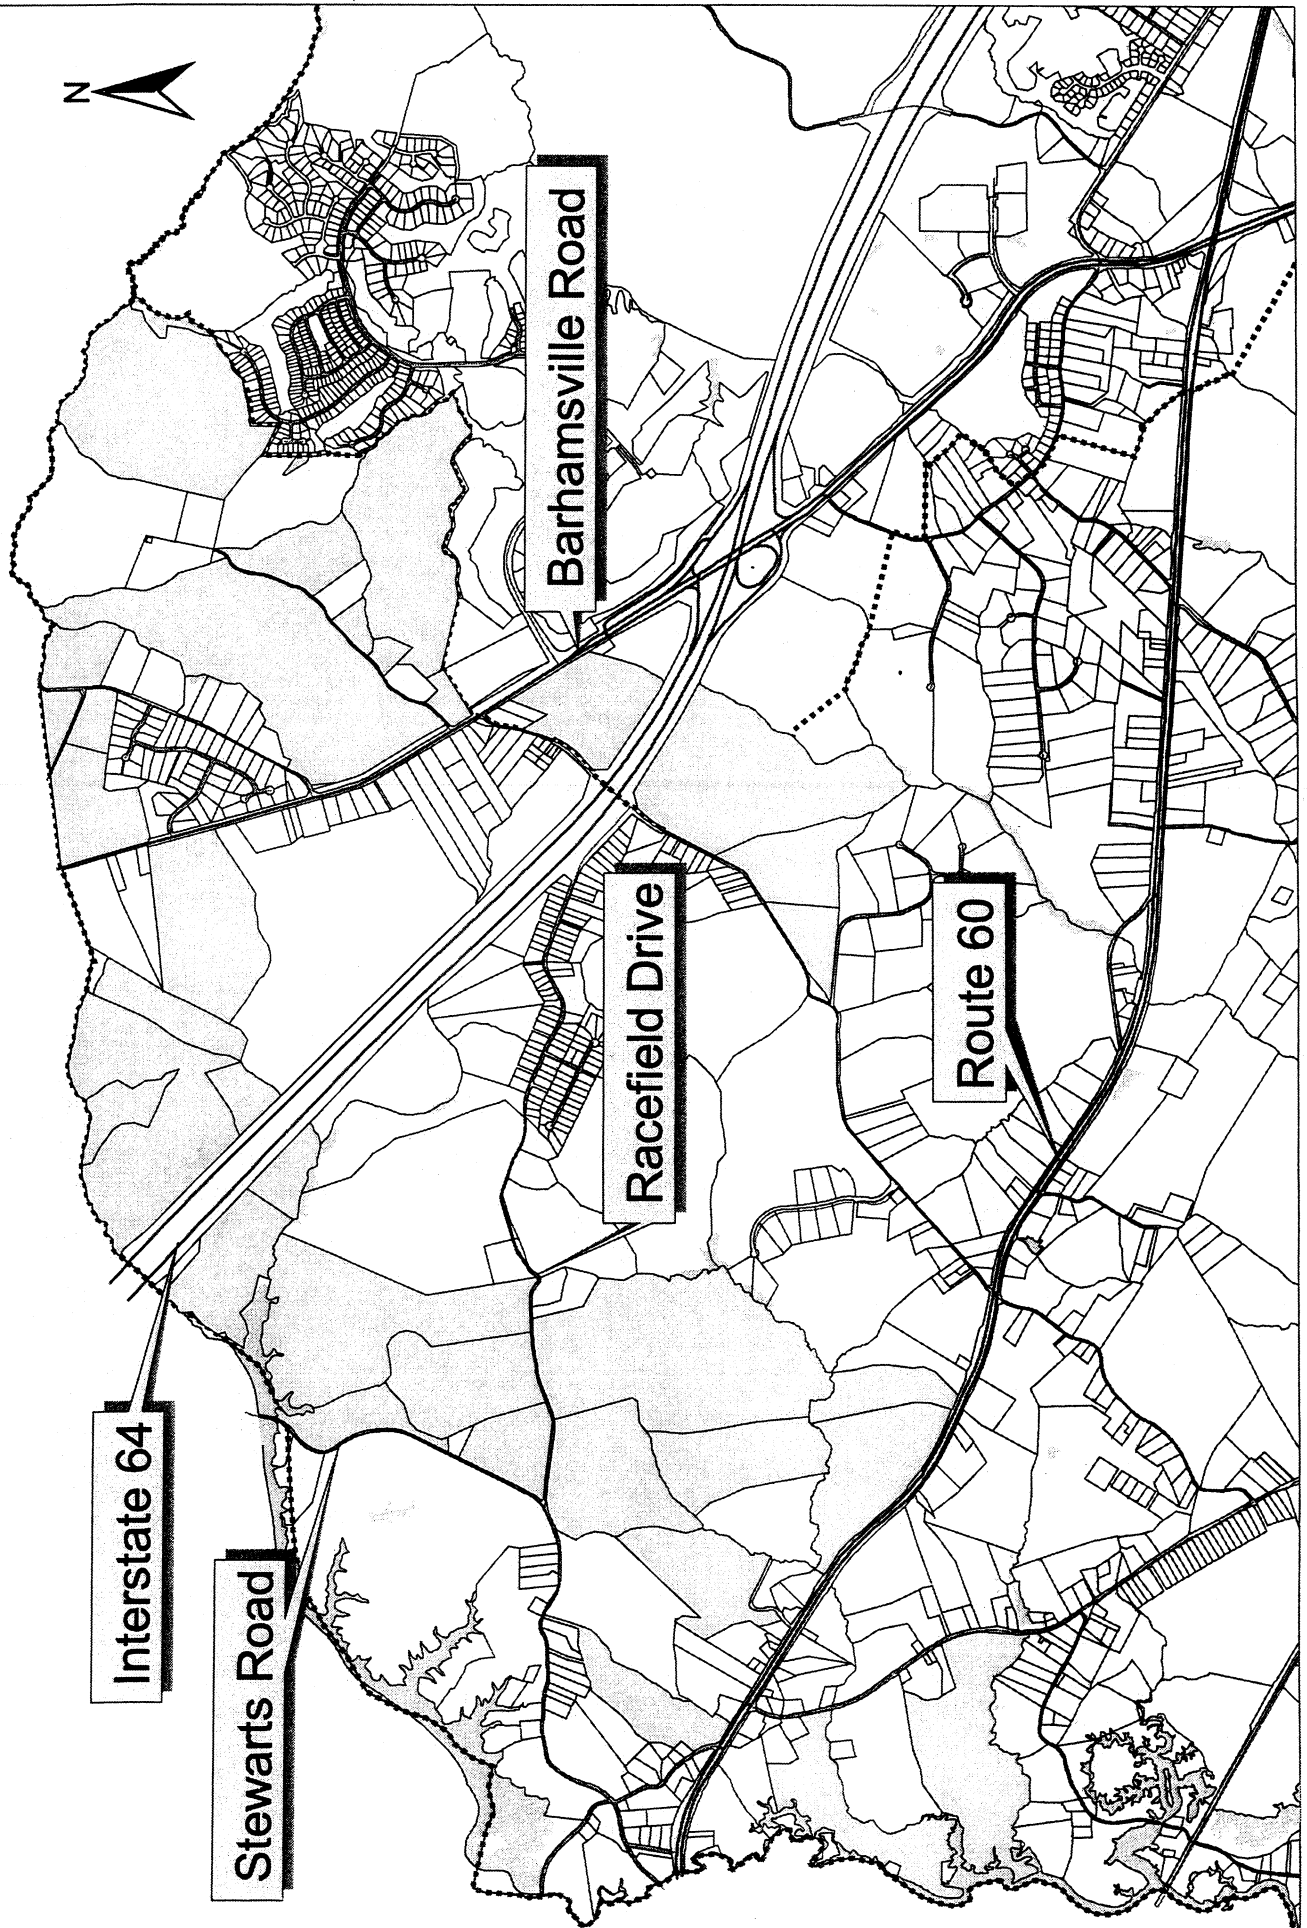 N
Interstate 64
Stewarts Road
Barhamsville Road
Racefield Drive
Route 60